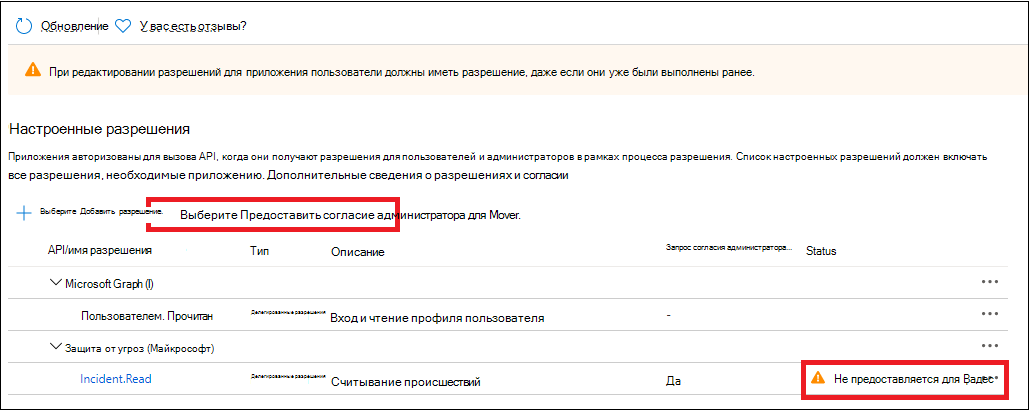 Обновление У вас есть отзывы?
При редактировании разрешений для приложения пользователи должны иметь разрешение, даже если они уже были выполнены ранее.
Настроенные разрешения
Приложения авторизованы для вызова API, когда они получают разрешения для пользователей и администраторов в рамках процесса разрешения. Список настроенных разрешений должен включать
все разрешения, необходимые приложению. Дополнительные сведения о разрешениях и согласии
Выберите Добавить разрешение. Выберите Предоставить согласие администратора для Mover.
API/имя разрешения Тип Описание Запрос согласия администратора... Status
Microsoft Graph (I)
Пользователем. Прочитан Делегированные разрешения Вход и чтение профиля пользователя -
Защита от угроз (Майкрософт)
Incident.Read Делегированные разрешения Считывание происшествий Да Не предоставляется для Вадес